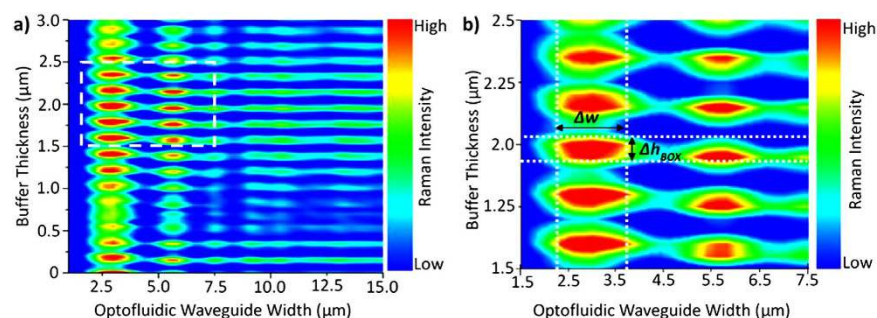 a)
3.0
2.5
2.0
1.5
1.0
0.5
0
Buffer Thickness (μm)
2.5 5.0 7.5 10.0 12.5 15.0
Optofluidic Waveguide Width (μm)
High
Raman Intensity
Low
b)
2.5
2.25
2.0
1.25
1.5
Buffer Thickness (μm)
Δw
Δh_BOX
1.5 2.5 3.5 4.5 5.5 6.5 7.5
Optofluidic Waveguide Width (μm)
High
Raman Intensity
Low